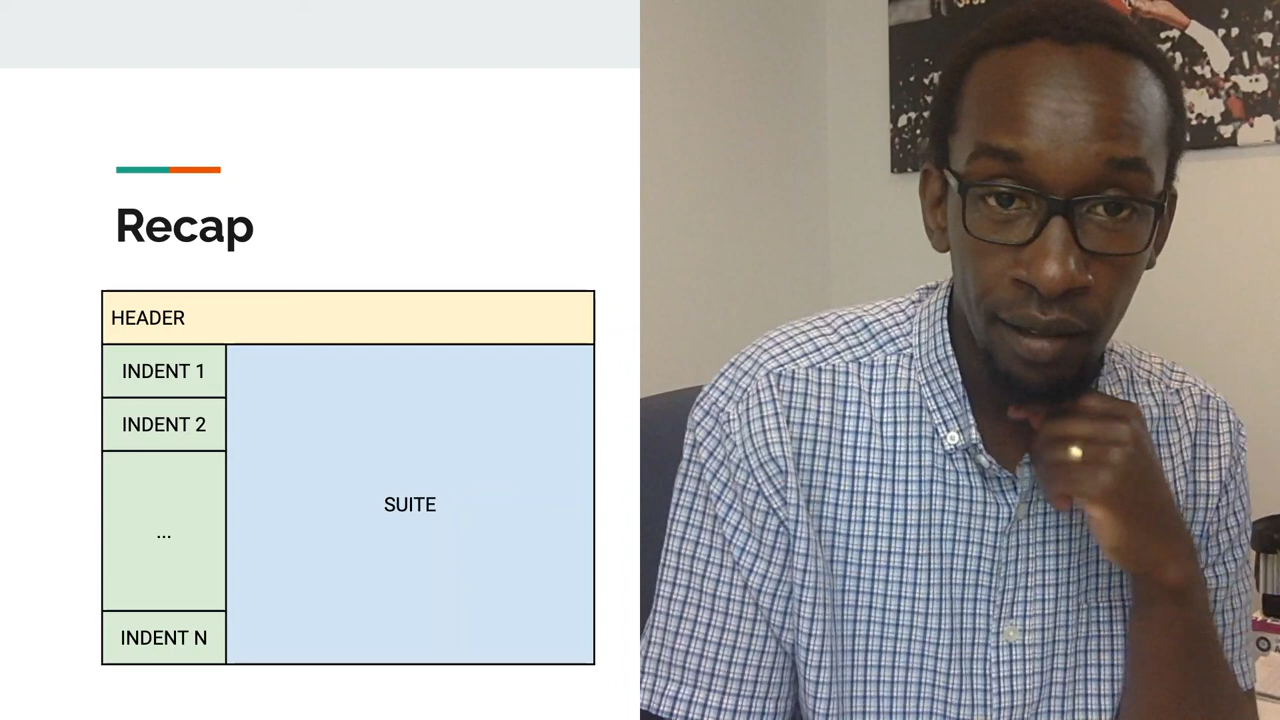 Recap
HEADER
INDENT 1
INDENT 2
...
INDENT N
SUITE